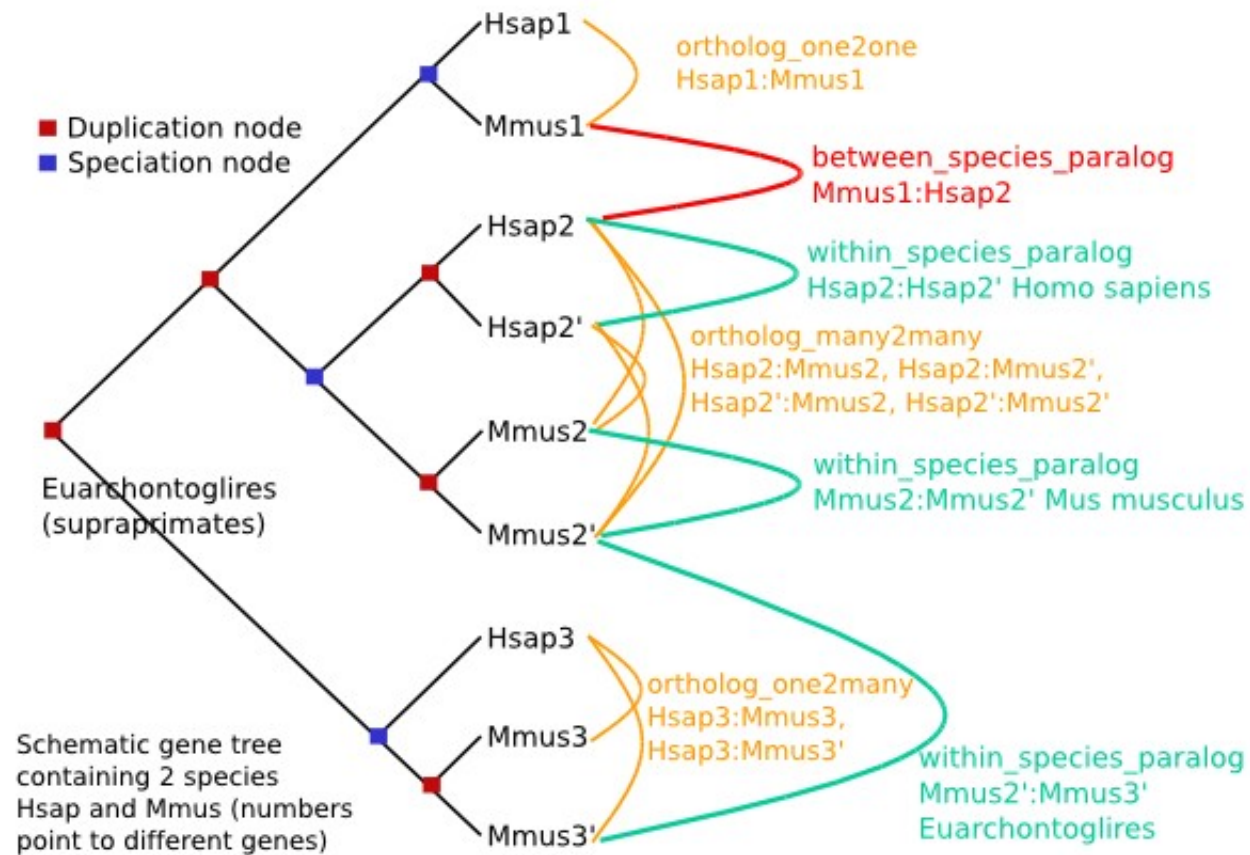 Hsap1
ortholog_one2one
Hsap1:Mmus1
Duplication node
Speciation node
Mmus1
between_species_paralog
Mmus1:Hsap2
Hsap2
within_species_paralog
Hsap2:Hsap2' Homo sapiens
Hsap2'
ortholog_many2many
Hsap2:Mmus2, Hsap2:Mmus2',
Hsap2':Mmus2, Hsap2':Mmus2'
Mmus2
within_species_paralog
Mmus2:Mmus2' Mus musculus
Euarchontoglires
(supraprimates)
Mmus2'
Hsap3
ortholog_one2many
Hsap3:Mmus3,
Hsap3:Mmus3'
Mmus3
Schematic gene tree
containing 2 species
Hsap and Mmus (numbers
point to different genes)
within_species_paralog
Mmus2':Mmus3'
Euarchontoglires
Mmus3'